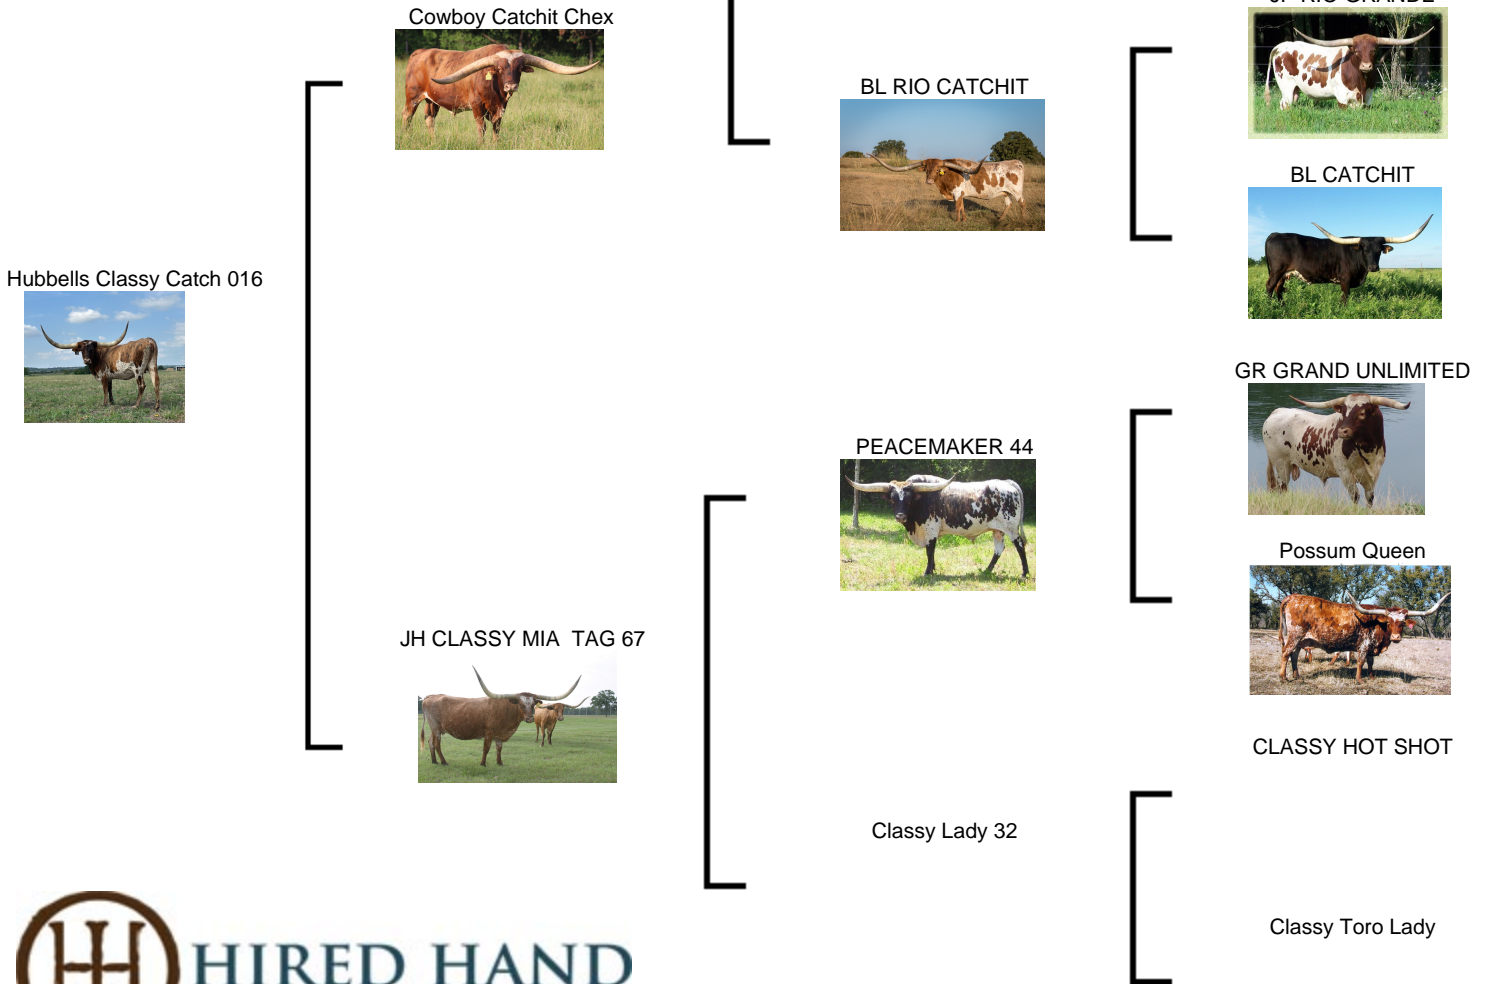 Cowboy Catchit Chex
BL RIO CATCHIT
BL CATCHIT
Hubbells Classy Catch 016
GR GRAND UNLIMITED
PEACEMAKER 44
Possum Queen
JH CLASSY MIA  TAG 67
CLASSY HOT SHOT
Classy Lady 32
Classy Toro Lady
HIRED HAND